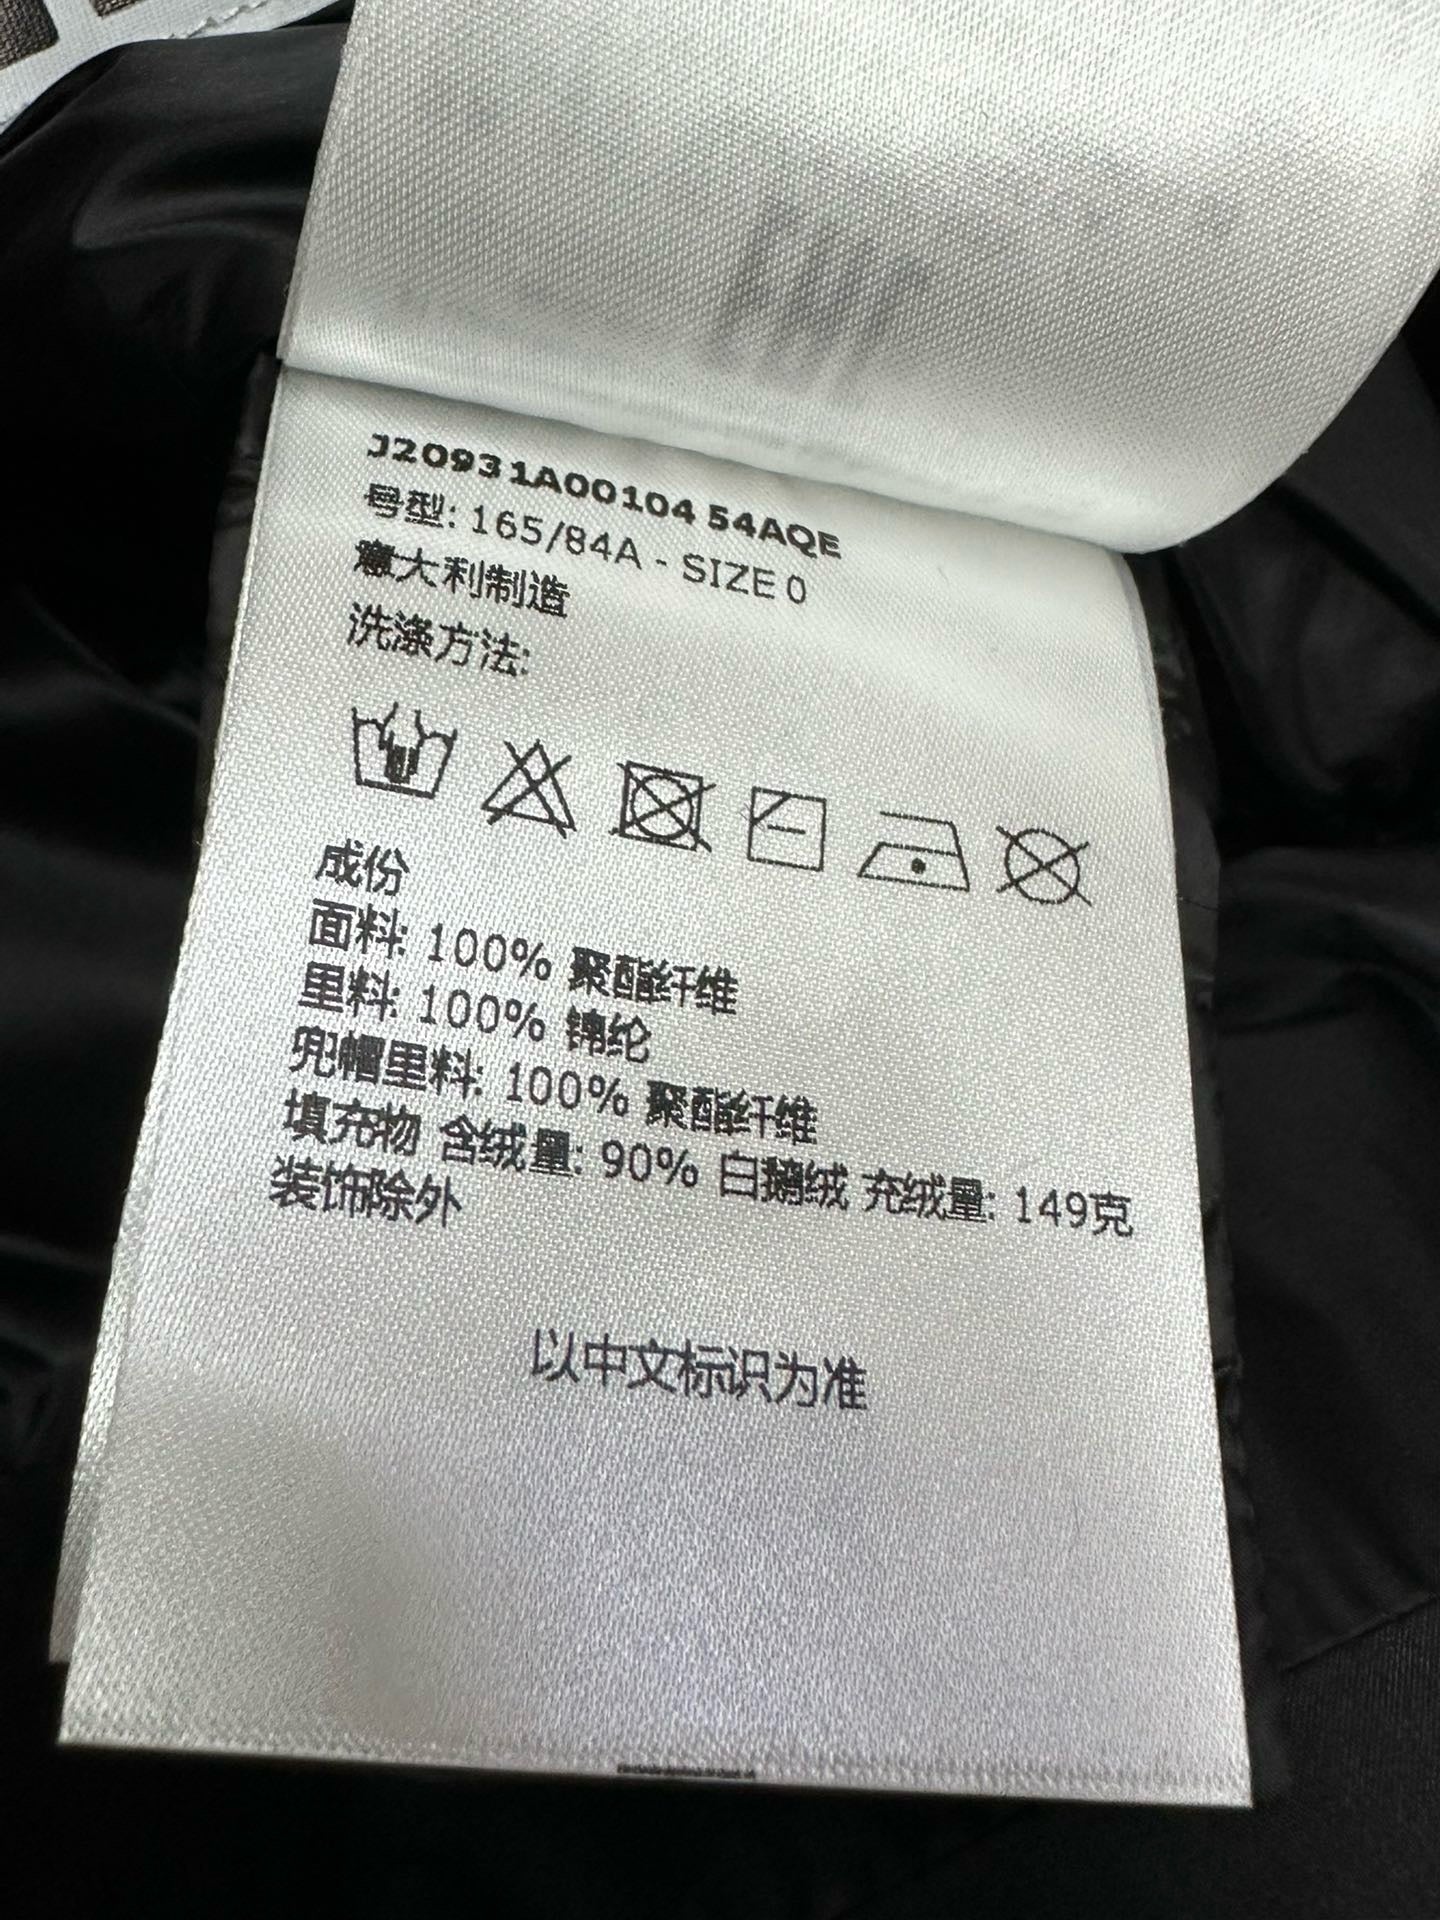 J20931A00104 54AQE
号型: 165/84A - SIZE 0
意大利制造
洗涤方法:
成份
面料: 100% 聚酯纤维
里料: 100% 锦纶
兜帽里料: 100% 聚酯纤维
填充物 含绒量: 90% 白鹅绒 充绒量: 149克
装饰除外
以中文标识为准